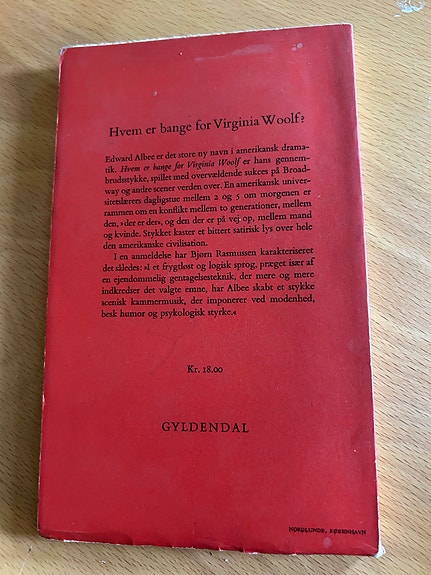 Hvem er bange for Virginia Woolf?
Edward Albee er det store ny navn i amerikansk drama-
tik. Hvem er bange for Virginia Woolf er hans gennem-
brudsstykke, spillet med overvældende sukces på Broad-
way og andre scener verden over. En amerikansk univer-
sitetslærers dagligstue mellem 2 og 5 om morgenen er
rammen om en konflikt mellem to generationer, mellem
den, »der er der«, og den der er på vej op, mellem mand
og kvinde. Stykket kaster et bittert satirisk lys over hele
den amerikanske civilisation.
I en anmeldelse har Bjørn Rasmussen karakteriseret
det således: »I et frygtløst og logisk sprog, præget især af
en ejendommelig gentagelsesteknik, der mere og mere
indkredser det valgte emne, har Albee skabt et stykke
scenisk kammermusik, der imponerer ved modenhed,
besk humor og psykologisk styrke.«
Kr. 18.00
GYLDENDAL
NORDLUNDE, KØBENHAVN